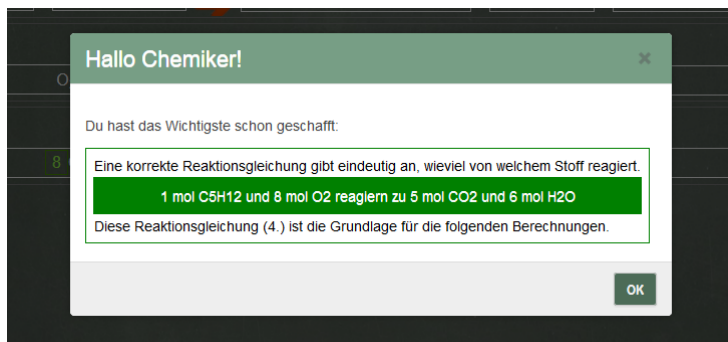 Hallo Chemiker!
×
O
Du hast das Wichtigste schon geschafft:
8
Eine korrekte Reaktionsgleichung gibt eindeutig an, wieviel von welchem Stoff reagiert.
1 mol C5H12 und 8 mol O2 reagiern zu 5 mol CO2 und 6 mol H2O
Diese Reaktionsgleichung (4.) ist die Grundlage für die folgenden Berechnungen.
OK